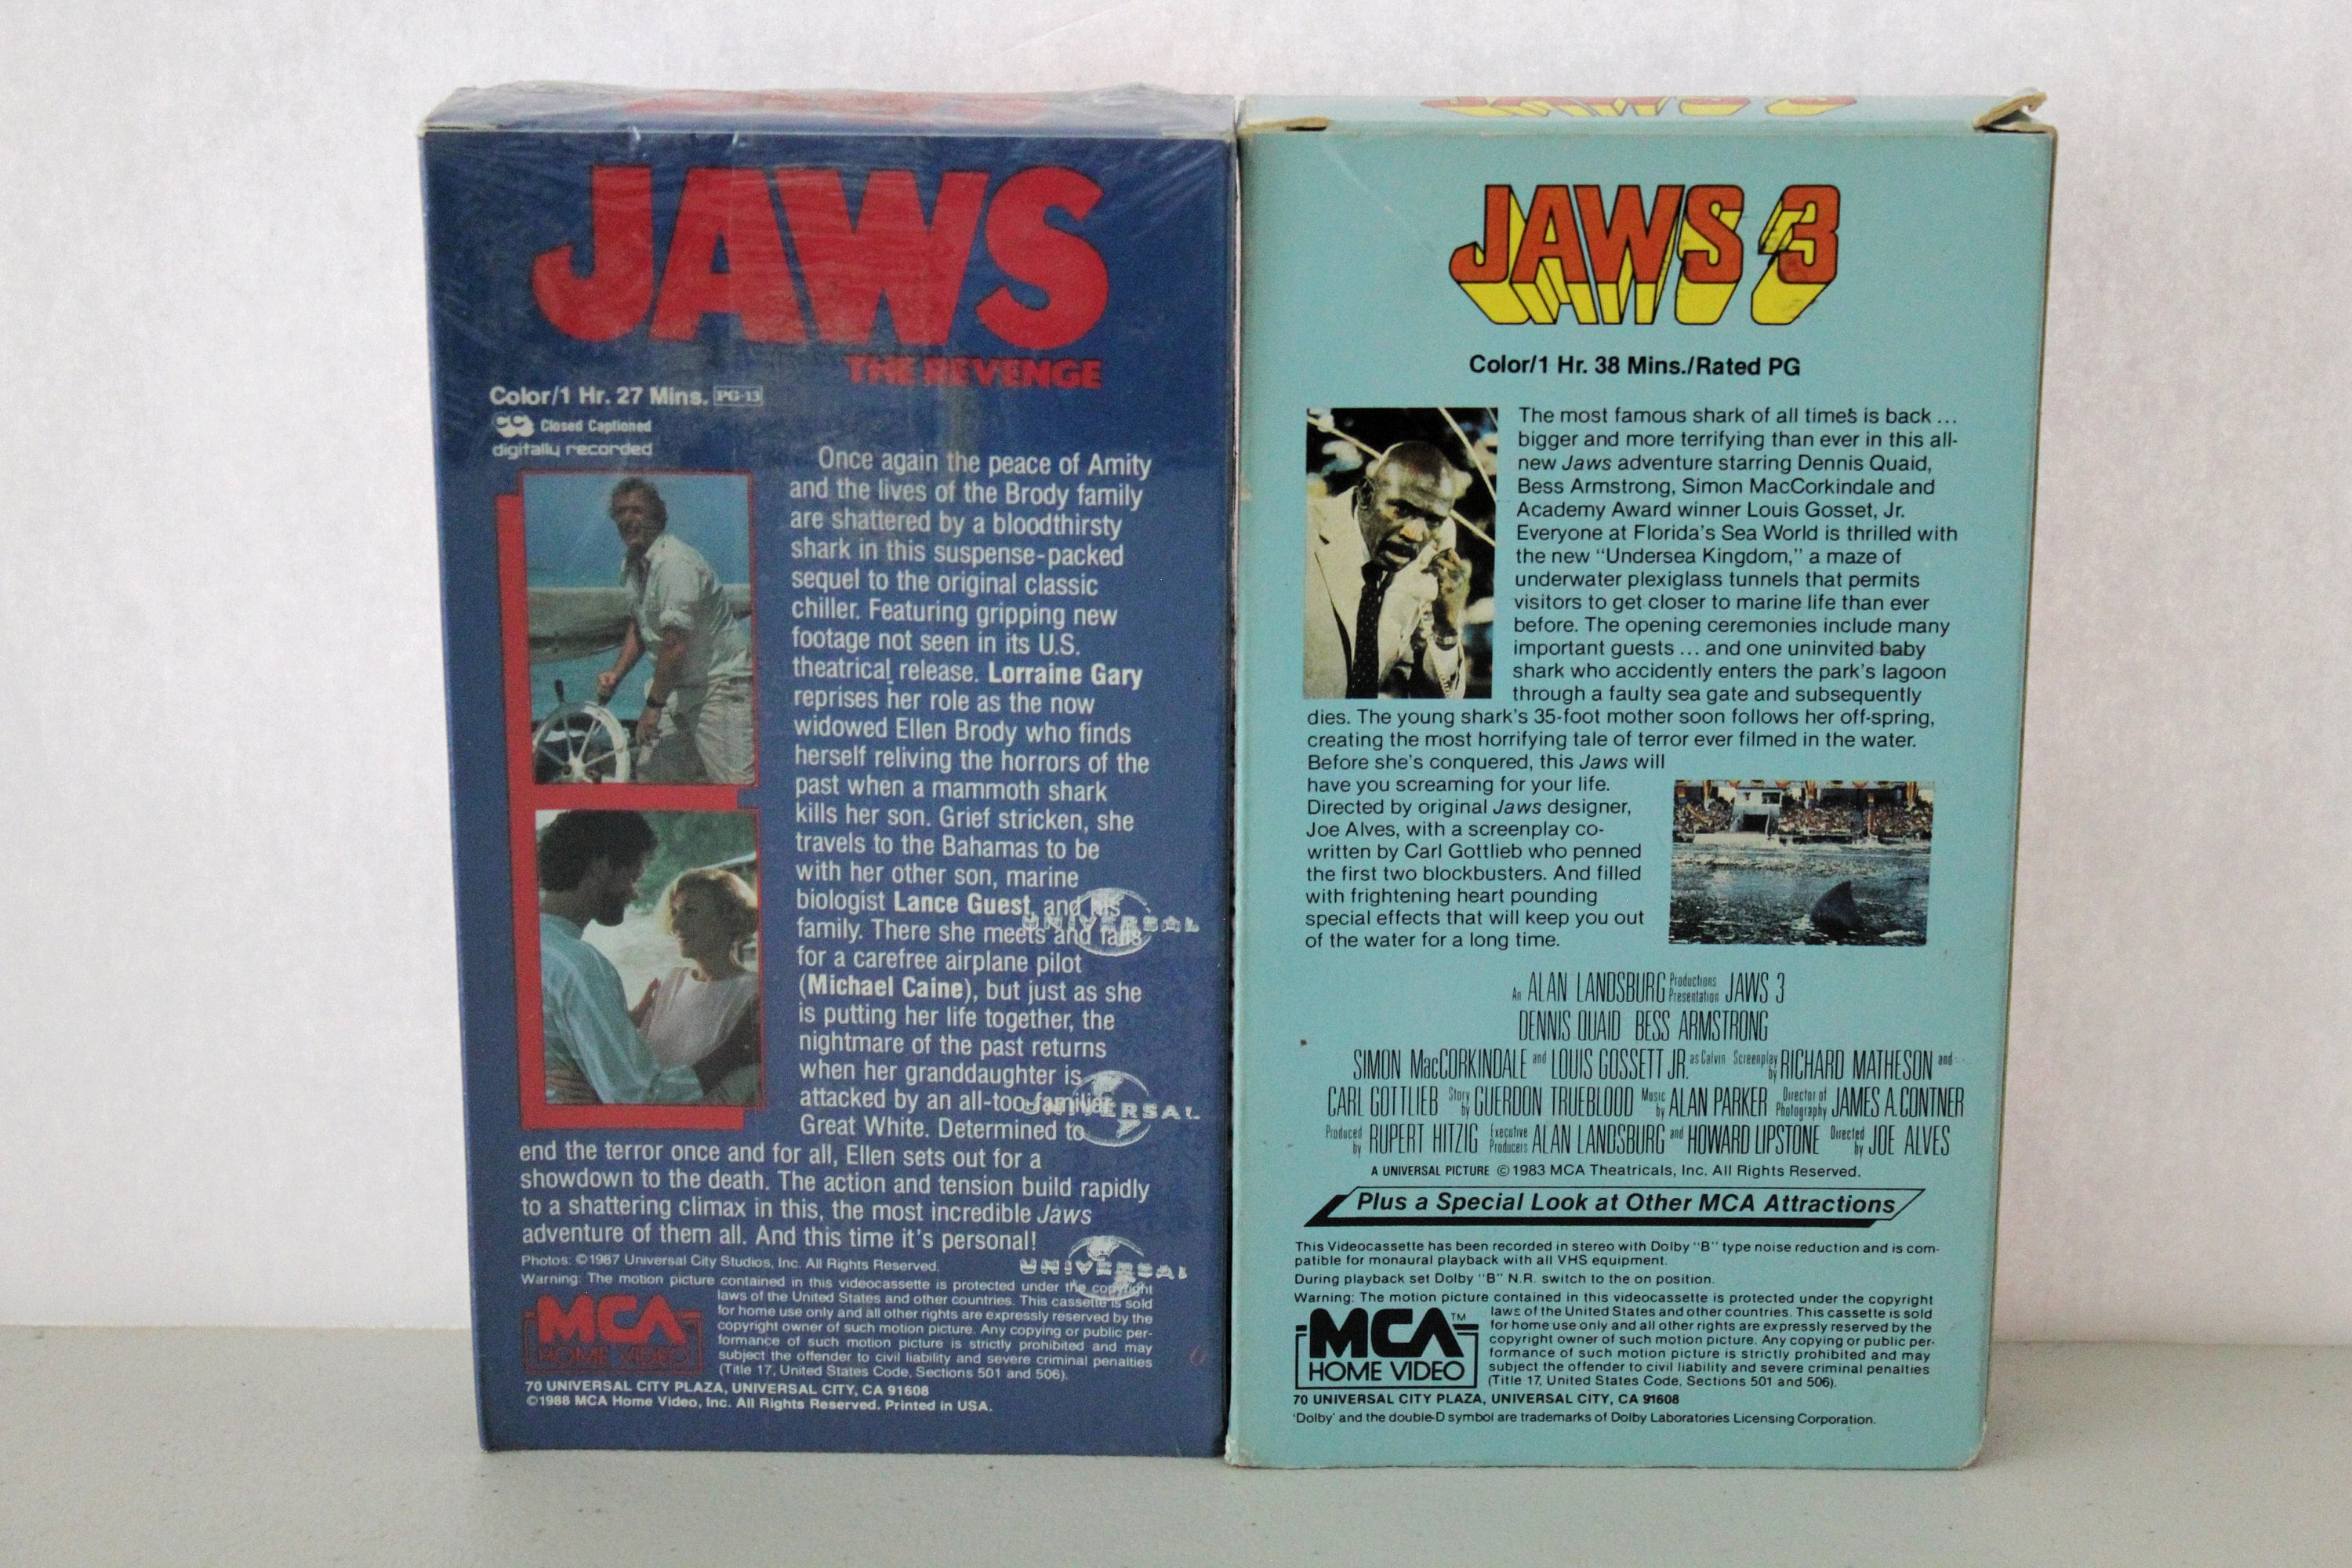 JAWS
THE REVENGE
Color/1 Hr. 27 Mins. PG-13
CC Closed Captioned
digitally recorded
Once again the peace of Amity
and the lives of the Brody family
are shattered by a bloodthirsty
shark in this suspense-packed
sequel to the original classic
chiller. Featuring gripping new
footage not seen in its U.S.
theatrical release. Lorraine Gary
reprises her role as the now
widowed Ellen Brody who finds
herself reliving the horrors of the
past when a mammoth shark
kills her son. Grief stricken, she
travels to the Bahamas to be
with her other son, marine
biologist Lance Guest, and his
family. There she meets and falls
for a carefree airplane pilot
(Michael Caine), but just as she
is putting her life together, the
nightmare of the past returns
when her granddaughter is
attacked by an all-too-familiar
Great White. Determined to
end the terror once and for all, Ellen sets out for a
showdown to the death. The action and tension build rapidly
to a shattering climax in this, the most incredible Jaws
adventure of them all. And this time it's personal!
UNIVERSAL
UNIVERSAL
UNIVERSAL
Photos: ©1987 Universal City Studios, Inc. All Rights Reserved.
Warning: The motion picture contained in this videocassette is protected under the copyright
laws of the United States and other countries. This cassette is sold
for home use only and all other rights are expressly reserved by the
copyright owner of such motion picture. Any copying or public per-
formance of such motion picture is strictly prohibited and may
subject the offender to civil liability and severe criminal penalties
(Title 17, United States Code, Sections 501 and 506).
MCA
HOME VIDEO
70 UNIVERSAL CITY PLAZA, UNIVERSAL CITY, CA 91608
©1988 MCA Home Video, Inc. All Rights Reserved. Printed in USA.
JAWS 3
JAWS 3
Color/1 Hr. 38 Mins./Rated PG
The most famous shark of all times is back ...
bigger and more terrifying than ever in this all-
new Jaws adventure starring Dennis Quaid,
Bess Armstrong, Simon MacCorkindale and
Academy Award winner Louis Gosset, Jr.
Everyone at Florida's Sea World is thrilled with
the new "Undersea Kingdom," a maze of
underwater plexiglass tunnels that permits
visitors to get closer to marine life than ever
before. The opening ceremonies include many
important guests ... and one uninvited baby
shark who accidently enters the park's lagoon
through a faulty sea gate and subsequently
dies. The young shark's 35-foot mother soon follows her off-spring,
creating the most horrifying tale of terror ever filmed in the water.
Before she's conquered, this Jaws will
have you screaming for your life.
Directed by original Jaws designer,
Joe Alves, with a screenplay co-
written by Carl Gottlieb who penned
the first two blockbusters. And filled
with frightening heart pounding
special effects that will keep you out
of the water for a long time.
An ALAN LANDSBURG Productions Presentation JAWS 3
DENNIS QUAID BESS ARMSTRONG
SIMON MacCORKINDALE and LOUIS GOSSETT JR. as Calvin Screenplay by RICHARD MATHESON and
CARL GOTTLIEB Story by GUERDON TRUEBLOOD Music by ALAN PARKER Director of Photography JAMES A. CONTNER
Produced by RUPERT HITZIG Executive Producers ALAN LANDSBURG and HOWARD LIPSTONE Directed by JOE ALVES
A UNIVERSAL PICTURE ©1983 MCA Theatricals, Inc. All Rights Reserved.
Plus a Special Look at Other MCA Attractions
This Videocassette has been recorded in stereo with Dolby "B" type noise reduction and is com-
patible for monaural playback with all VHS equipment.
During playback set Dolby "B" N.R. switch to the on position.
Warning: The motion picture contained in this videocassette is protected under the copyright
laws of the United States and other countries. This cassette is sold
for home use only and all other rights are expressly reserved by the
copyright owner of such motion picture. Any copying or public per-
formance of such motion picture is strictly prohibited and may
subject the offender to civil liability and severe criminal penalties
(Title 17, United States Code, Sections 501 and 506).
MCA TM
HOME VIDEO
70 UNIVERSAL CITY PLAZA, UNIVERSAL CITY, CA 91608
'Dolby' and the double-D symbol are trademarks of Dolby Laboratories Licensing Corporation.